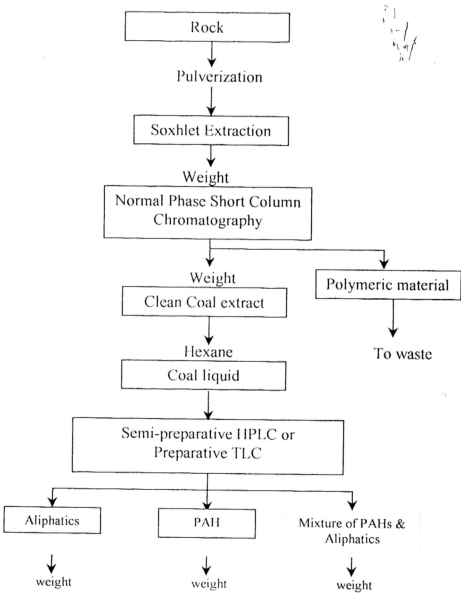 Rock
Pulverization
Soxhlet Extraction
Weight
Normal Phase Short Column
Chromatography
Weight
Clean Coal extract
Polymeric material
To waste
Hexane
Coal liquid
Semi-preparative HPLC or
Preparative TLC
Aliphatics
PAH
Mixture of PAHs &
Aliphatics
weight
weight
weight